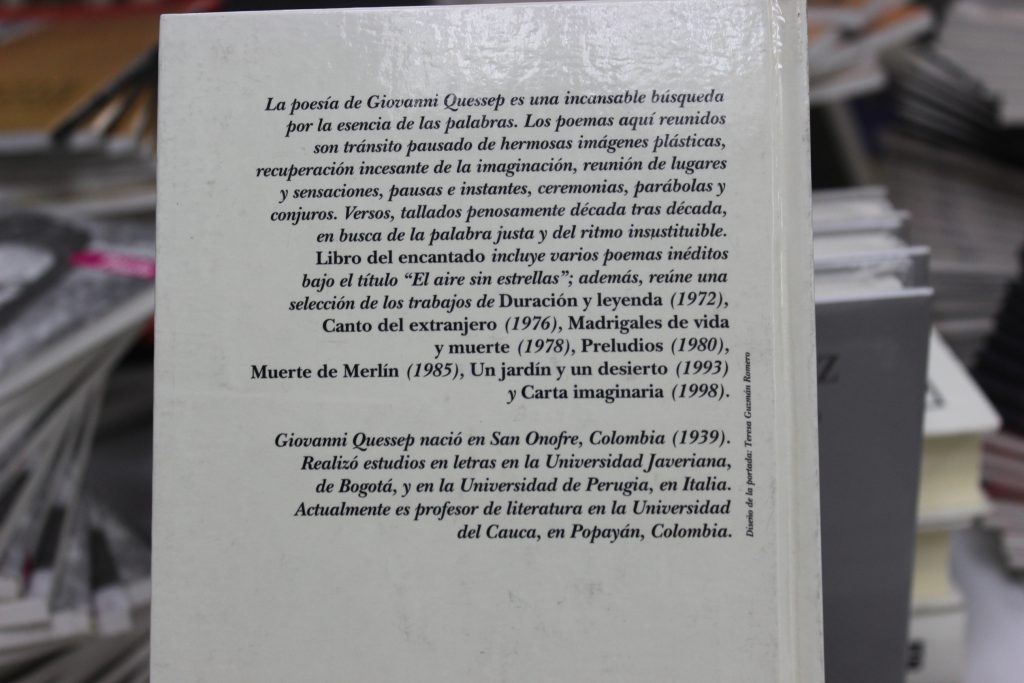 La poesía de Giovanni Quessep es una incansable búsqueda
por la esencia de las palabras. Los poemas aquí reunidos
son tránsito pausado de hermosas imágenes plásticas,
recuperación incesante de la imaginación, reunión de lugares
y sensaciones, pausas e instantes, ceremonias, parábolas y
conjuros. Versos, tallados penosamente década tras década,
en busca de la palabra justa y del ritmo insustituible.
Libro del encantado incluye varios poemas inéditos
bajo el título “El aire sin estrellas”; además, reúne una
selección de los trabajos de Duración y leyenda (1972),
Canto del extranjero (1976), Madrigales de vida
y muerte (1978), Preludios (1980),
Muerte de Merlín (1985), Un jardín y un desierto (1993)
y Carta imaginaria (1998).
Giovanni Quessep nació en San Onofre, Colombia (1939).
Realizó estudios en letras en la Universidad Javeriana,
de Bogotá, y en la Universidad de Perugia, en Italia.
Actualmente es profesor de literatura en la Universidad
del Cauca, en Popayán, Colombia.
Diseño de la portada: Teresa Guzmán Romero